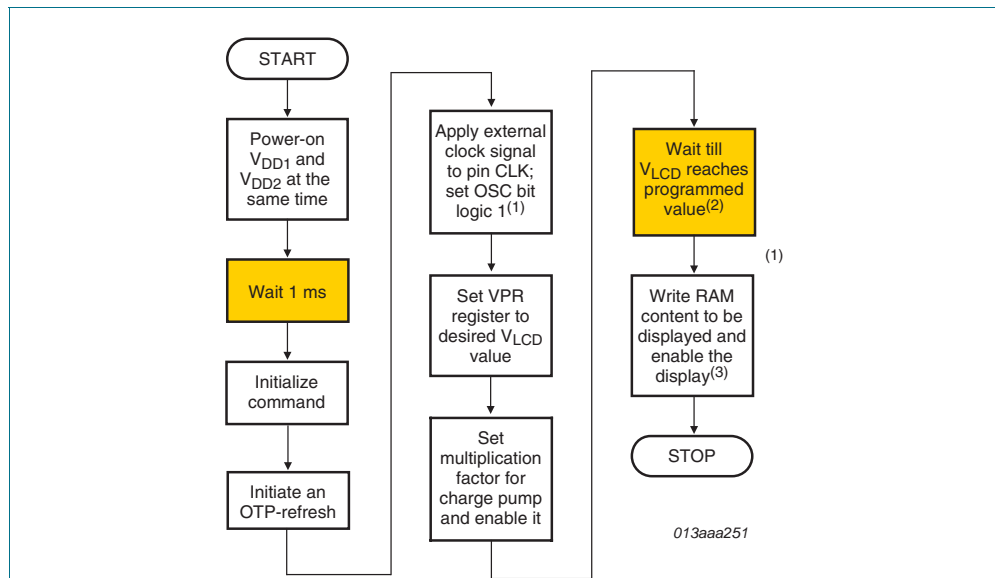 START
Power-on
VDD1 and
VDD2 at the
same time
Wait 1 ms
Initialize
command
Initiate an
OTP-refresh
Apply external
clock signal
to pin CLK;
set OSC bit
logic 1(1)
Set VPR
register to
desired VLCD
value
Set
multiplication
factor for
charge pump
and enable it
Wait till
VLCD reaches
programmed
value(2)
(1)
Write RAM
content to be
displayed and
enable the
display(3)
STOP
013aaa251